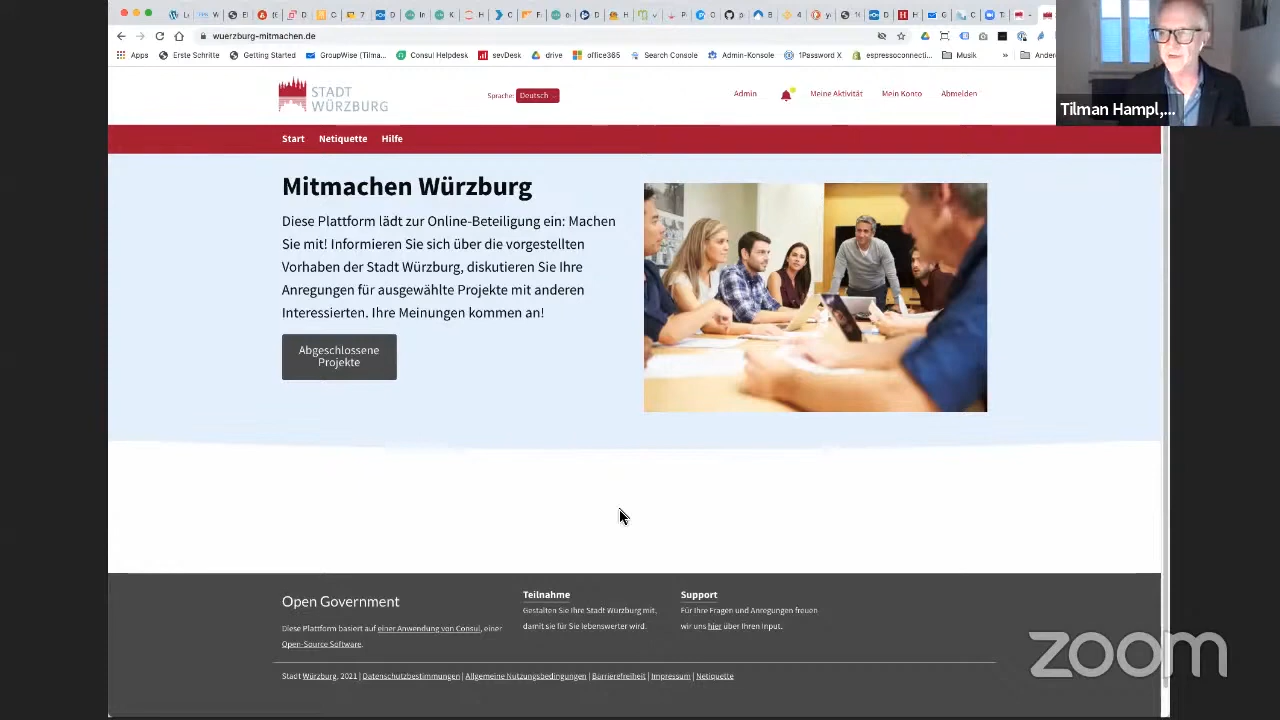 wuerzburg-mitmachen.de
Apps Erste Schritte Getting Started GroupWise (Tilma... Consul Helpdesk sevDesk drive office365 Search Console Admin-Konsole 1Password X espressoconnecti... Musik » Ander
STADT
WÜRZBURG
Sprache: Deutsch
Admin Meine Aktivität Mein Konto Abmelden
Tilman Hampl,...
Start Netiquette Hilfe
Mitmachen Würzburg
Diese Plattform lädt zur Online-Beteiligung ein: Machen
Sie mit! Informieren Sie sich über die vorgestellten
Vorhaben der Stadt Würzburg, diskutieren Sie Ihre
Anregungen für ausgewählte Projekte mit anderen
Interessierten. Ihre Meinungen kommen an!
Abgeschlossene
Projekte
Open Government
Diese Plattform basiert auf einer Anwendung von Consul, einer
Open-Source Software.
Teilnahme
Gestalten Sie Ihre Stadt Würzburg mit,
damit sie für Sie lebenswerter wird.
Support
Für Ihre Fragen und Anregungen freuen
wir uns hier über Ihren Input.
Stadt Würzburg, 2021 | Datenschutzbestimmungen | Allgemeine Nutzungsbedingungen | Barrierefreiheit | Impressum | Netiquette
zoom